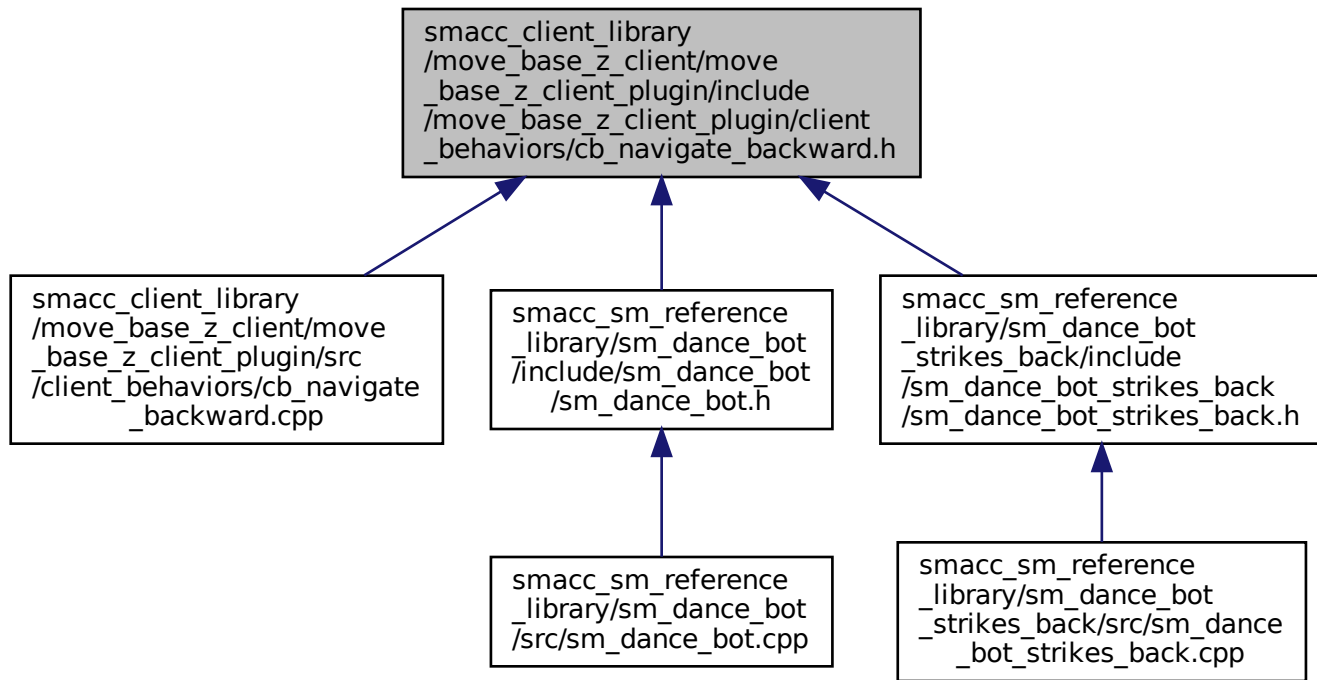 smacc_client_library
/move_base_z_client/move
_base_z_client_plugin/include
/move_base_z_client_plugin/client
_behaviors/cb_navigate_backward.h
smacc_client_library
/move_base_z_client/move
_base_z_client_plugin/src
/client_behaviors/cb_navigate
_backward.cpp
smacc_sm_reference
_library/sm_dance_bot
/include/sm_dance_bot
/sm_dance_bot.h
smacc_sm_reference
_library/sm_dance_bot
_strikes_back/include
/sm_dance_bot_strikes_back
/sm_dance_bot_strikes_back.h
smacc_sm_reference
_library/sm_dance_bot
/src/sm_dance_bot.cpp
smacc_sm_reference
_library/sm_dance_bot
_strikes_back/src/sm_dance
_bot_strikes_back.cpp